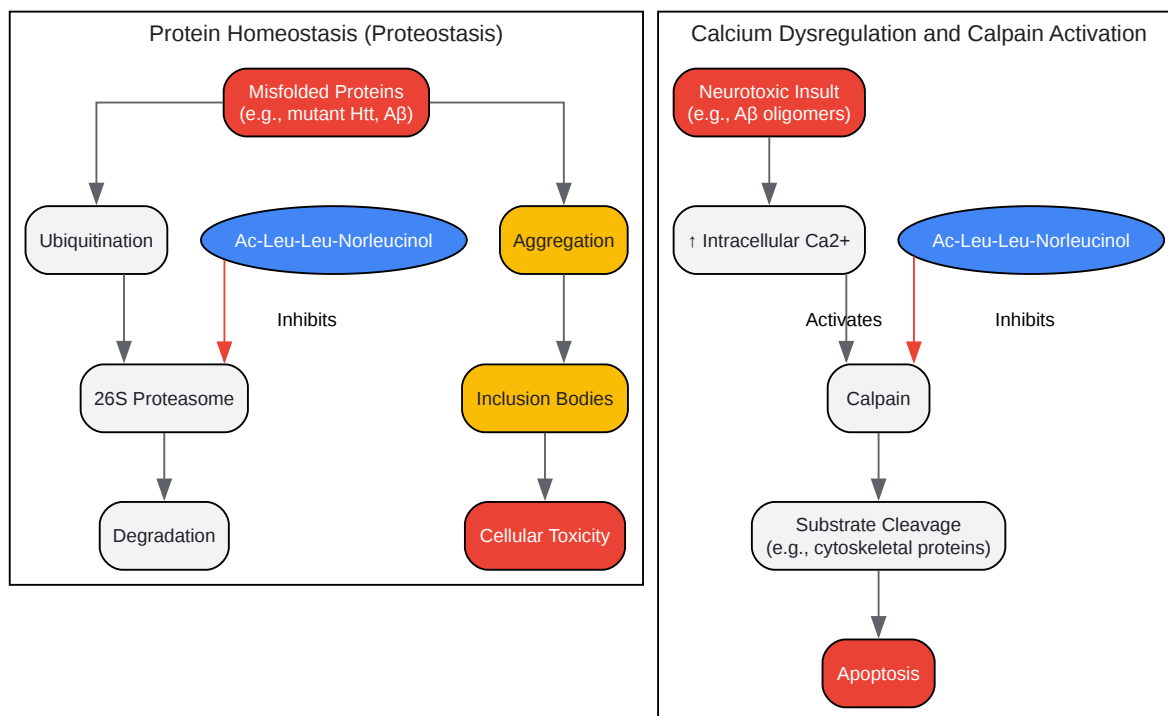 Protein Homeostasis (Proteostasis)
Misfolded Proteins
(e.g., mutant Htt, Aβ)
Ubiquitination
Ac-Leu-Leu-Norleucinol
Aggregation
Inhibits
26S Proteasome
Inclusion Bodies
Degradation
Cellular Toxicity
Calcium Dysregulation and Calpain Activation
Neurotoxic Insult
(e.g., Aβ oligomers)
↑ Intracellular Ca2+
Ac-Leu-Leu-Norleucinol
Activates
Inhibits
Calpain
Substrate Cleavage
(e.g., cytoskeletal proteins)
Apoptosis